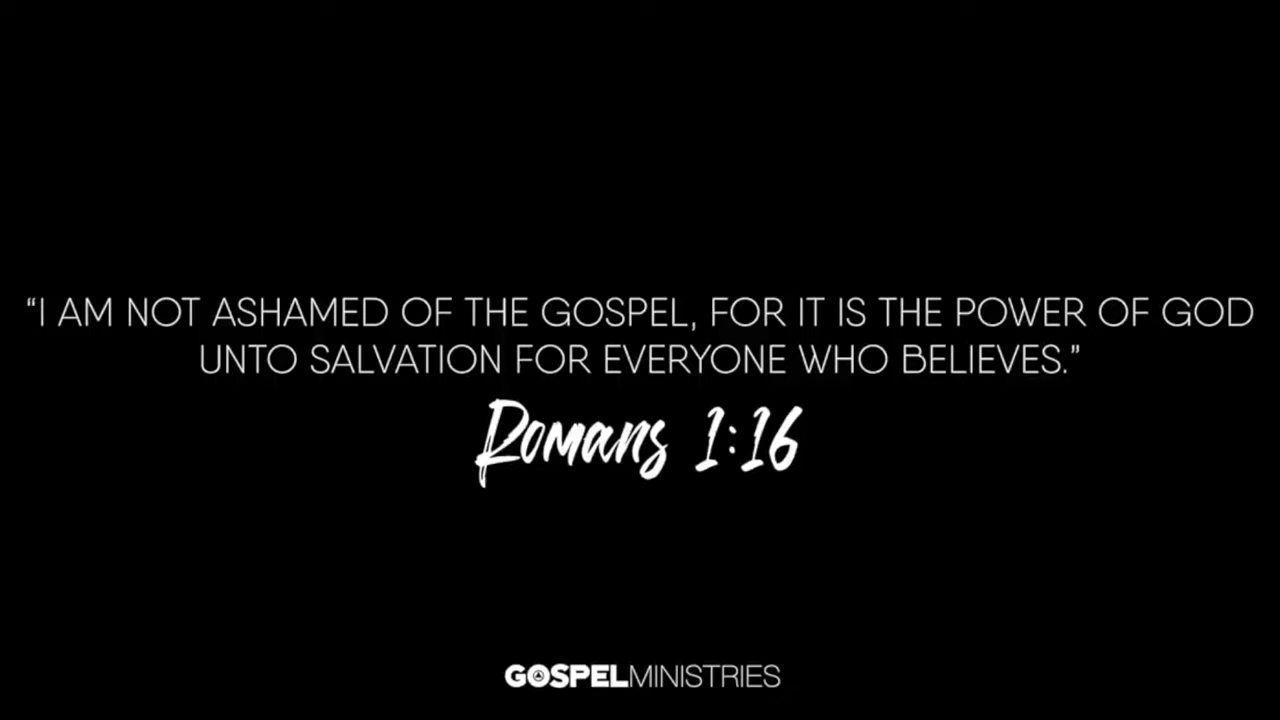 “I AM NOT ASHAMED OF THE GOSPEL, FOR IT IS THE POWER OF GOD
UNTO SALVATION FOR EVERYONE WHO BELIEVES.”
Romans 1:16
GOSPELMINISTRIES